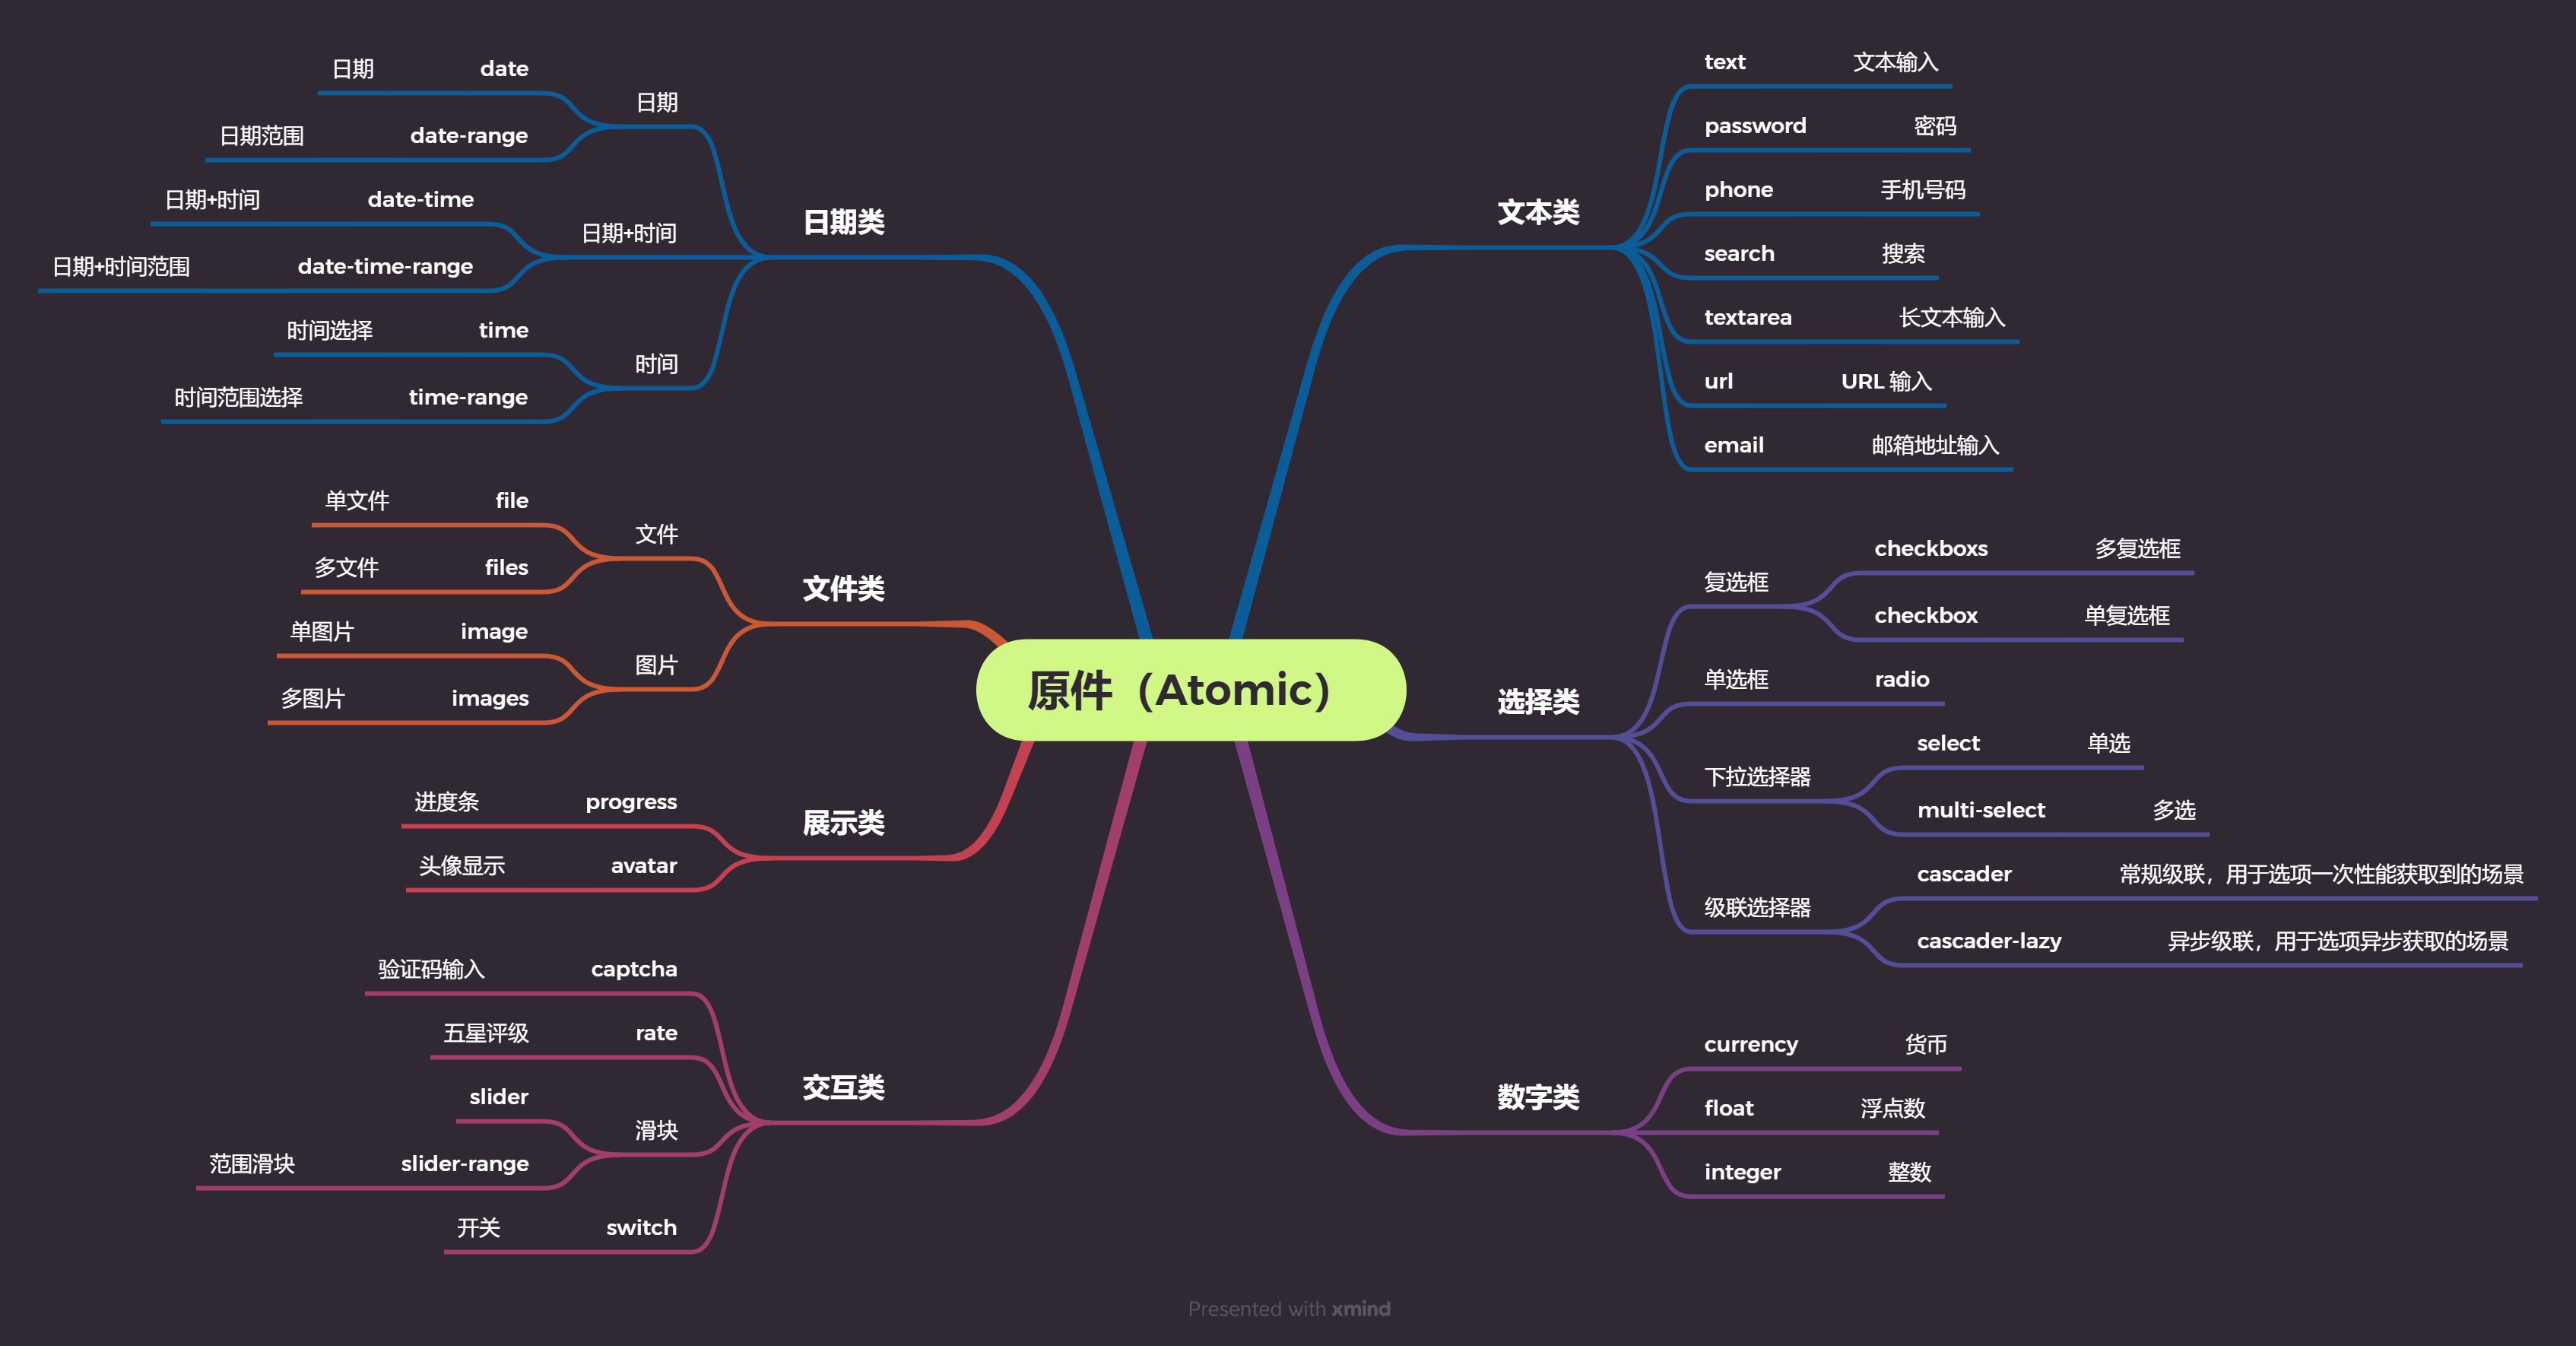 原件（Atomic）
文本类
text 文本输入
password 密码
phone 手机号码
search 搜索
textarea 长文本输入
url URL 输入
email 邮箱地址输入
选择类
复选框
checkboxs 多复选框
checkbox 单复选框
单选框 radio
下拉选择器
select 单选
multi-select 多选
级联选择器
cascader 常规级联，用于选项一次性能获取到的场景
cascader-lazy 异步级联，用于选项异步获取的场景
数字类
currency 货币
float 浮点数
integer 整数
日期类
日期
日期 date
日期范围 date-range
日期+时间
日期+时间 date-time
日期+时间范围 date-time-range
时间
时间选择 time
时间范围选择 time-range
文件类
文件
单文件 file
多文件 files
图片
单图片 image
多图片 images
展示类
进度条 progress
头像显示 avatar
交互类
验证码输入 captcha
五星评级 rate
滑块
slider
范围滑块 slider-range
开关 switch
Presented with xmind